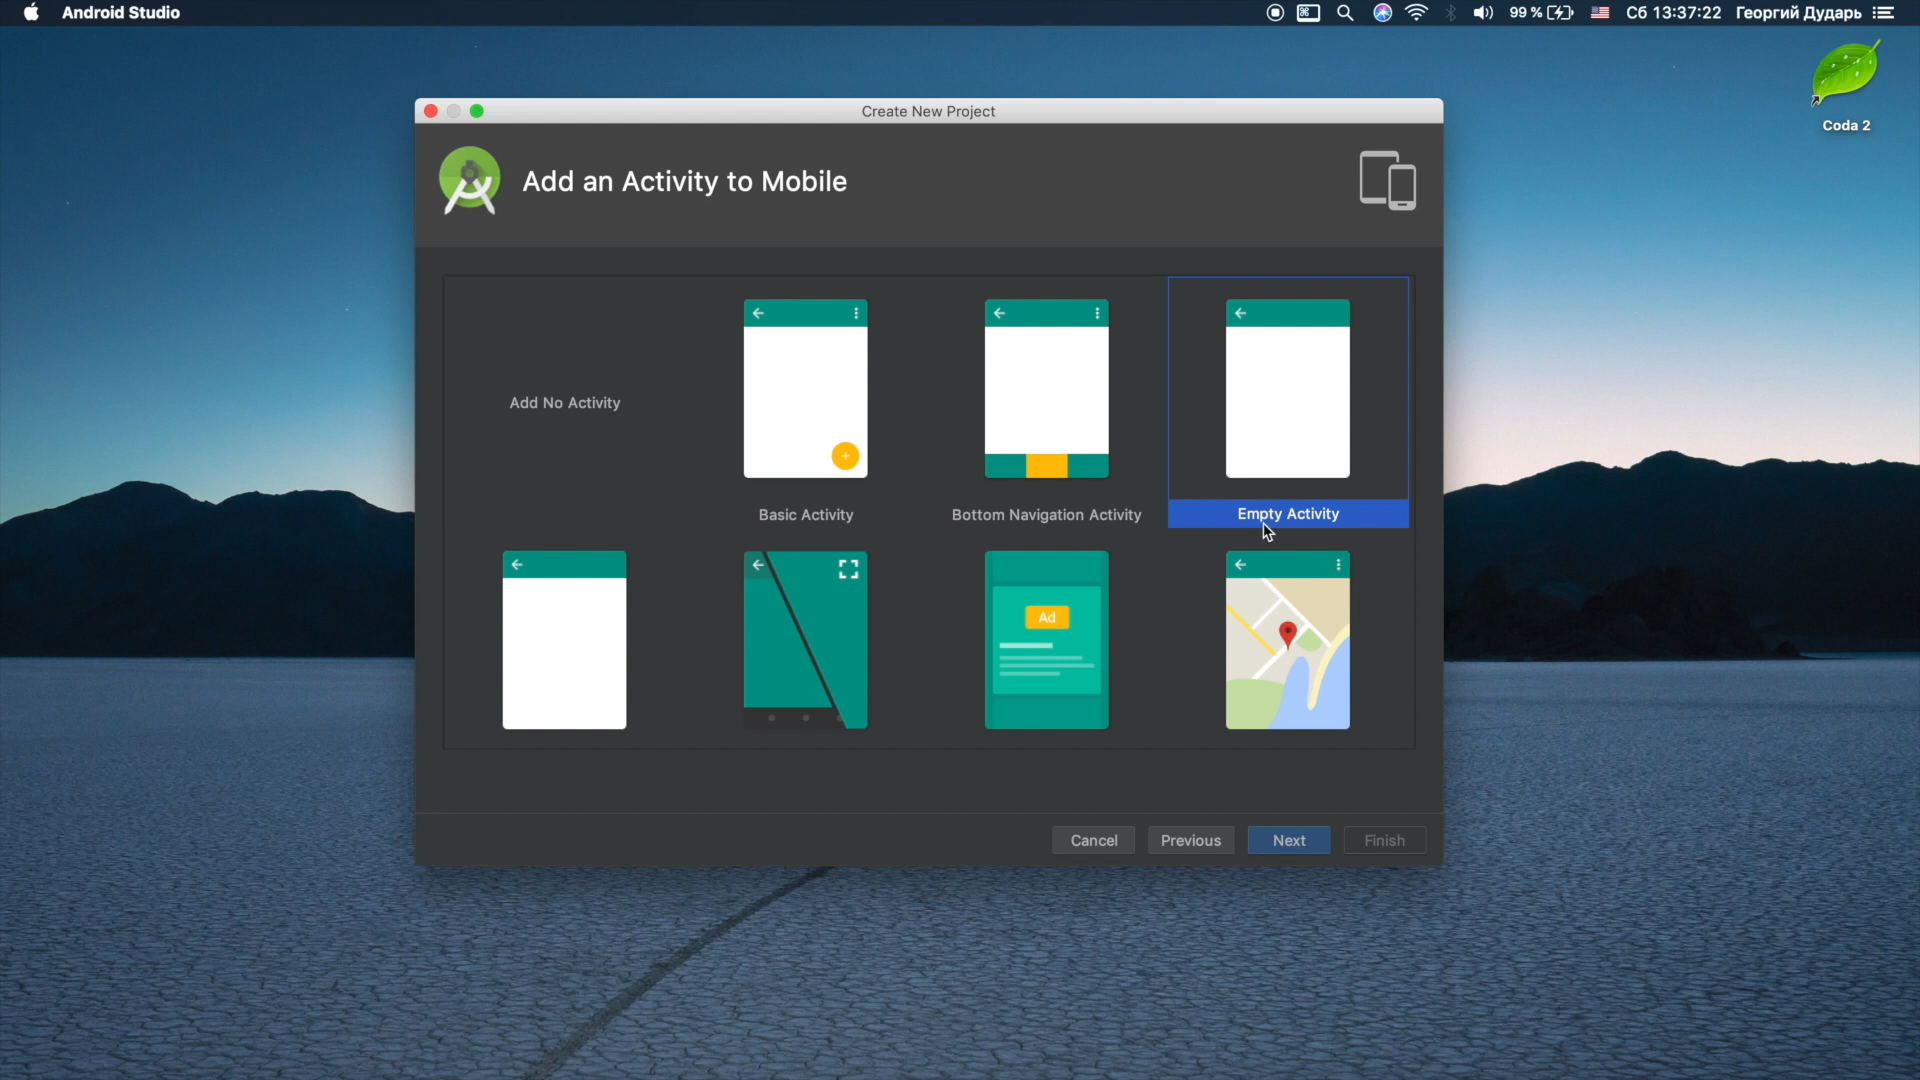 Android Studio
99 %
Сб 13:37:22
Георгий Дударь
Coda 2
Create New Project
Add an Activity to Mobile
Add No Activity
Basic Activity
Bottom Navigation Activity
Empty Activity
Ad
Cancel
Previous
Next
Finish